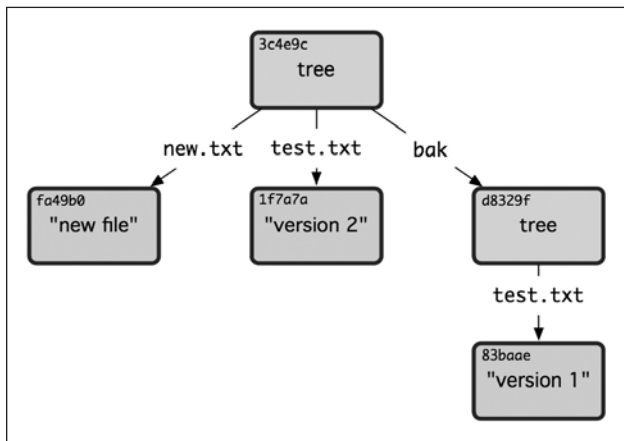 3c4e9c
tree
new.txt test.txt bak
fa49b0
"new file"
1f7a7a
"version 2"
d8329f
tree
test.txt
83baae
"version 1"